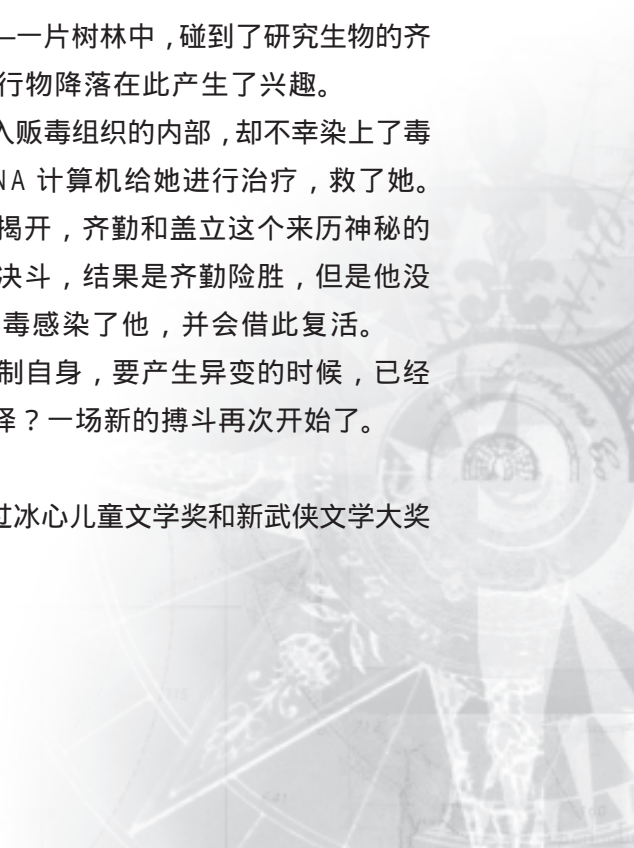 一片树林中，碰到了研究生物的齐
行物降落在此产生了兴趣。
入贩毒组织的内部，却不幸染上了毒
NA 计算机给她进行治疗，救了她。
揭开，齐勤和盖立这个来历神秘的
决斗，结果是齐勤险胜，但是他没
毒感染了他，并会借此复活。
制自身，要产生异变的时候，已经
择？一场新的搏斗再次开始了。
过冰心儿童文学奖和新武侠文学大奖